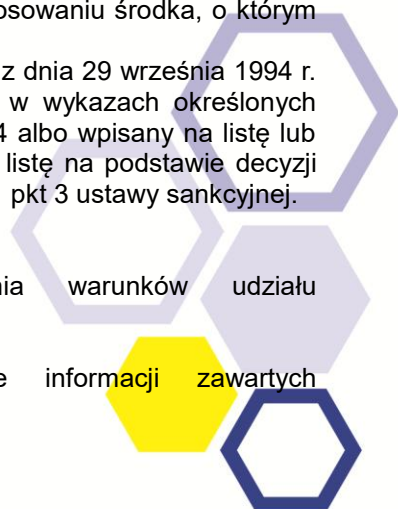 osowaniu środka, o którym
z dnia 29 września 1994 r.
w wykazach określonych
4 albo wpisany na listę lub
listę na podstawie decyzji
pkt 3 ustawy sankcyjnej.
nia warunków udziału
e informacji zawartych